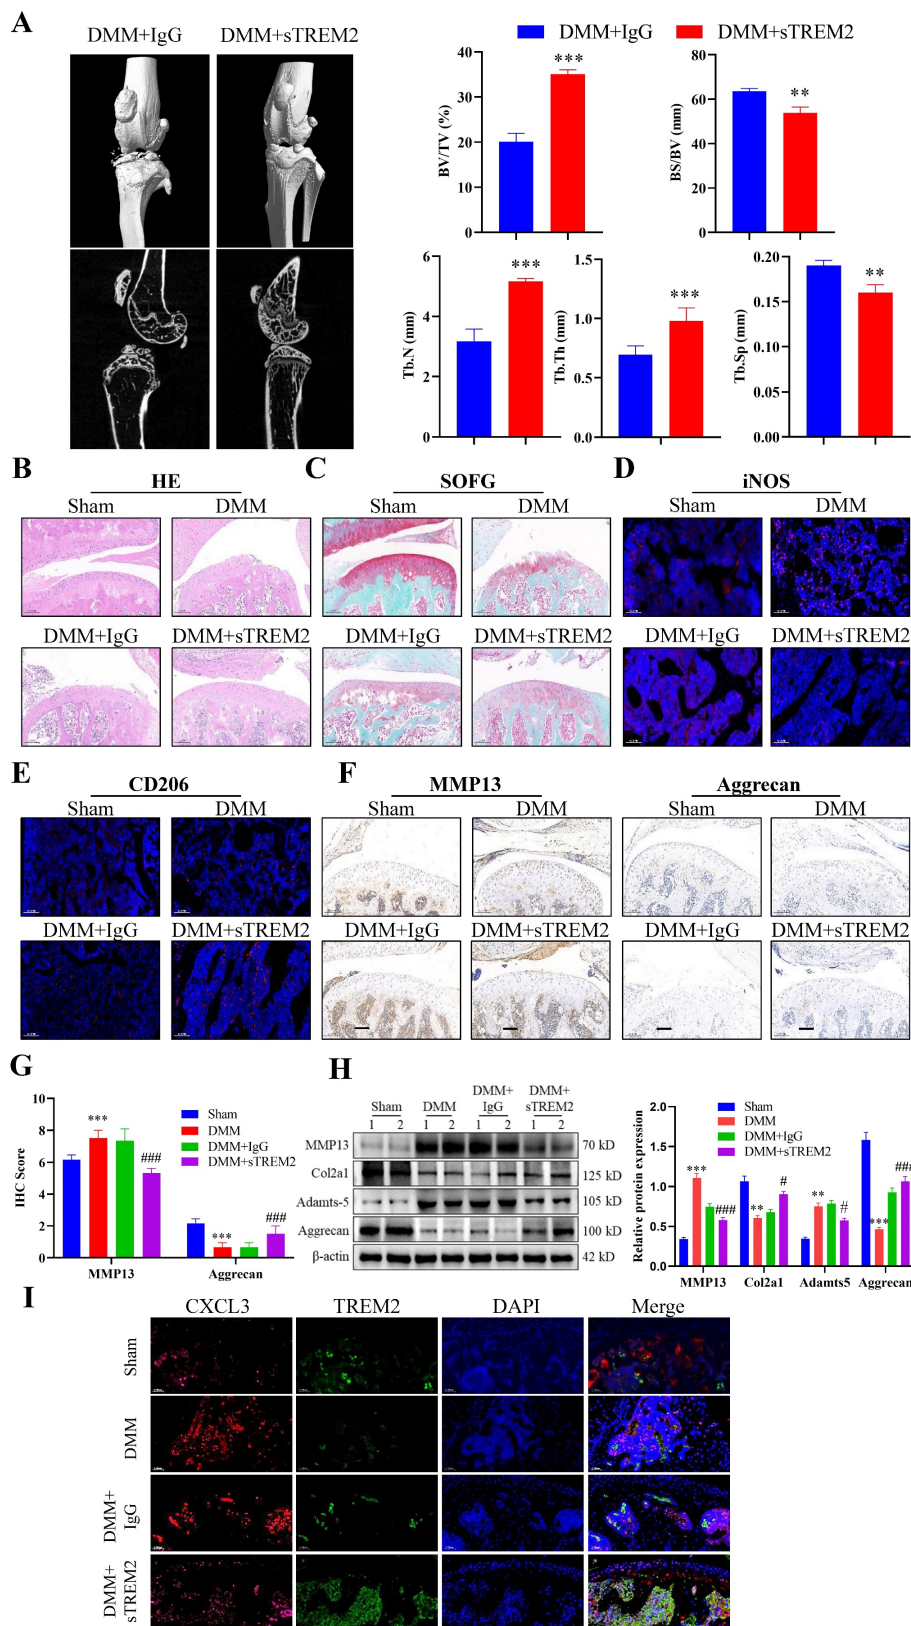 A
DMM+IgG DMM+sTREM2
DMM+IgG DMM+sTREM2
BV/TV (%)
40
30
20
10
0
***
BS/BV (mm)
80
60
40
20
0
**
Tb.N (mm)
6
4
2
0
***
Tb.Th (mm)
1.5
1.0
0.5
0.0
***
Tb.Sp (mm)
0.20
0.15
0.10
0.05
0.00
**
B
HE
Sham DMM
DMM+IgG DMM+sTREM2
C
SOFG
Sham DMM
DMM+IgG DMM+sTREM2
D
iNOS
Sham DMM
DMM+IgG DMM+sTREM2
E
CD206
Sham DMM
DMM+IgG DMM+sTREM2
F
MMP13
Sham DMM
DMM+IgG DMM+sTREM2
Aggrecan
Sham DMM
DMM+IgG DMM+sTREM2
G
IHC Score
10
8
6
4
2
0
Sham
DMM
DMM+IgG
DMM+sTREM2
*** ###
*** ###
MMP13 Aggrecan
H
Sham DMM DMM+ IgG DMM+ sTREM2
1 2 1 2 1 2 1 2
MMP13 70 kD
Col2a1 125 kD
Adamts-5 105 kD
Aggrecan 100 kD
β-actin 42 kD
Relative protein expression
2.0
1.5
1.0
0.5
0.0
Sham
DMM
DMM+IgG
DMM+sTREM2
*** ###
** #
** #
*** ###
MMP13 Col2a1 Adamts5 Aggrecan
I
CXCL3 TREM2 DAPI Merge
Sham
DMM
DMM+
IgG
DMM+
sTREM2